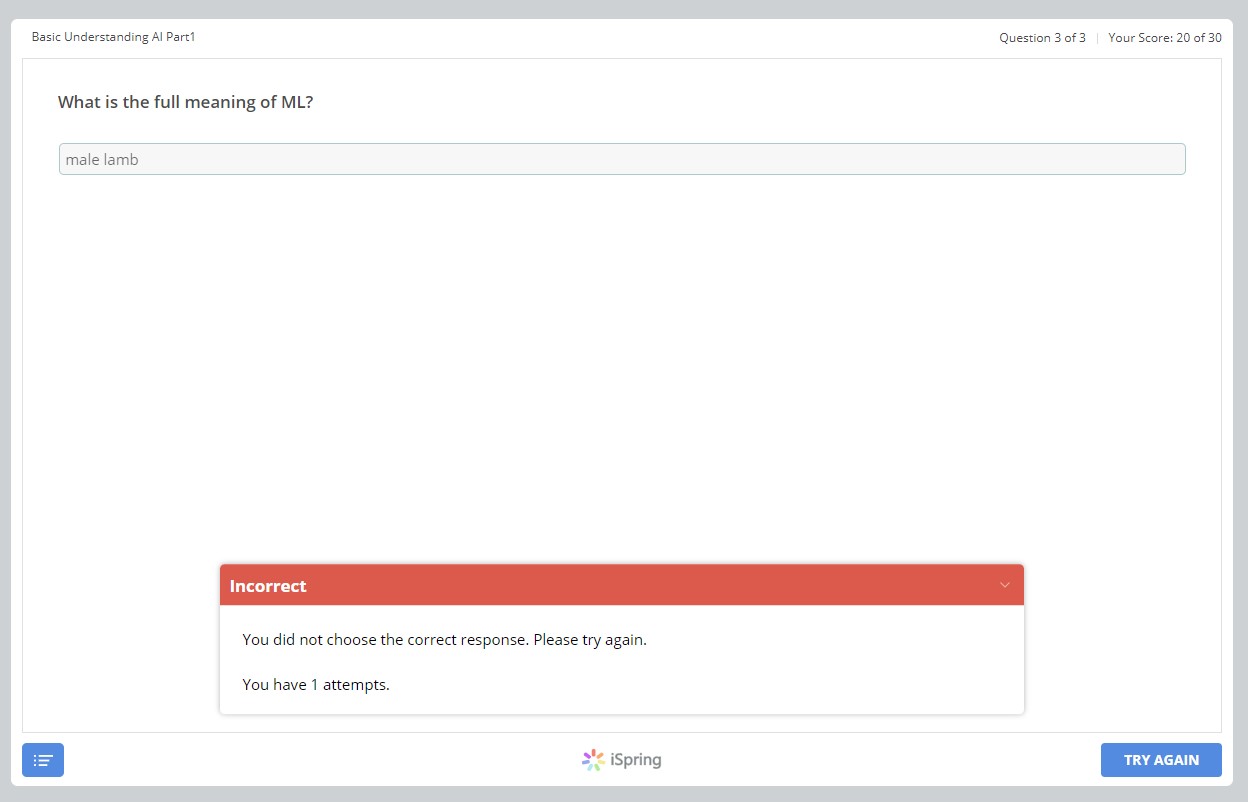 Basic Understanding AI Part1
Question 3 of 3 | Your Score: 20 of 30
What is the full meaning of ML?
male lamb
Incorrect
You did not choose the correct response. Please try again.
You have 1 attempts.
iSpring
TRY AGAIN